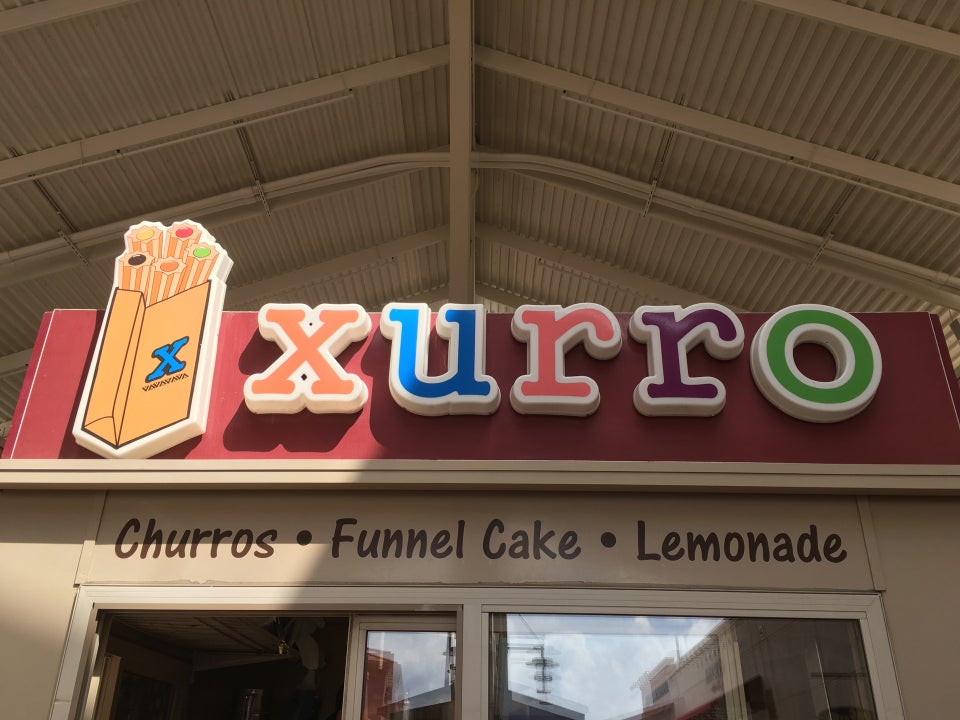 x
xurro
Churros • Funnel Cake • Lemonade